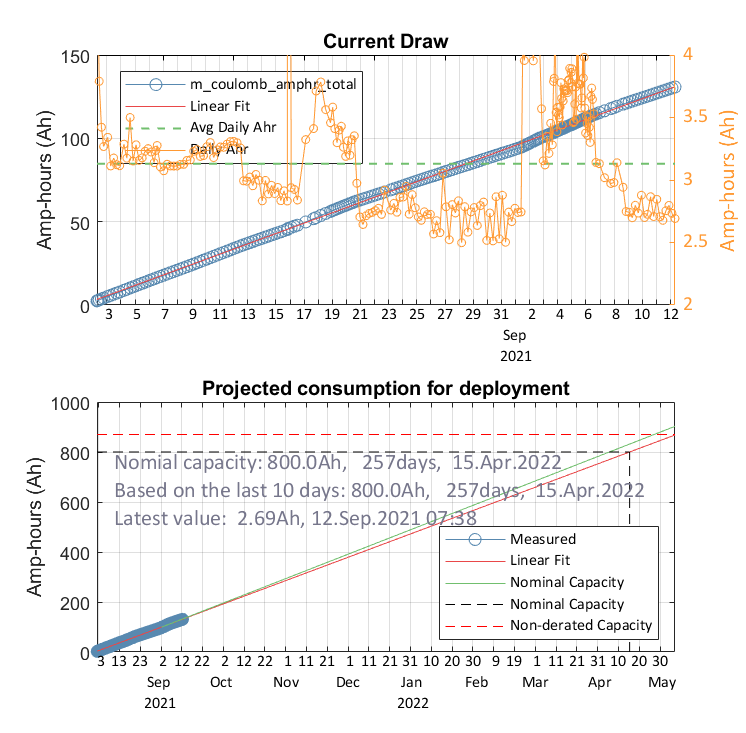 Current Draw
150
100
50
0
Amp-hours (Ah)
m_coulomb_amphr_total
Linear Fit
Avg Daily Ahr
Daily Ahr
4
3.5
3
2.5
2
Amp-hours (Ah)
3 5 7 9 11 13 15 17 19 21 23 25 27 29 31 2 4 6 8 10 12
Sep
2021
Projected consumption for deployment
1000
800
600
400
200
0
Amp-hours (Ah)
Nomial capacity: 800.0Ah, 257days, 15.Apr.2022
Based on the last 10 days: 800.0Ah, 257days, 15.Apr.2022
Latest value: 2.69Ah, 12.Sep.2021 07:38
Measured
Linear Fit
Nominal Capacity
Nominal Capacity
Non-derated Capacity
3 13 23 2 12 22 2 12 22 1 11 21 1 11 21 31 10 20 30 9 19 1 11 21 31 10 20 30
Sep Oct Nov Dec Jan Feb Mar Apr May
2021 2022